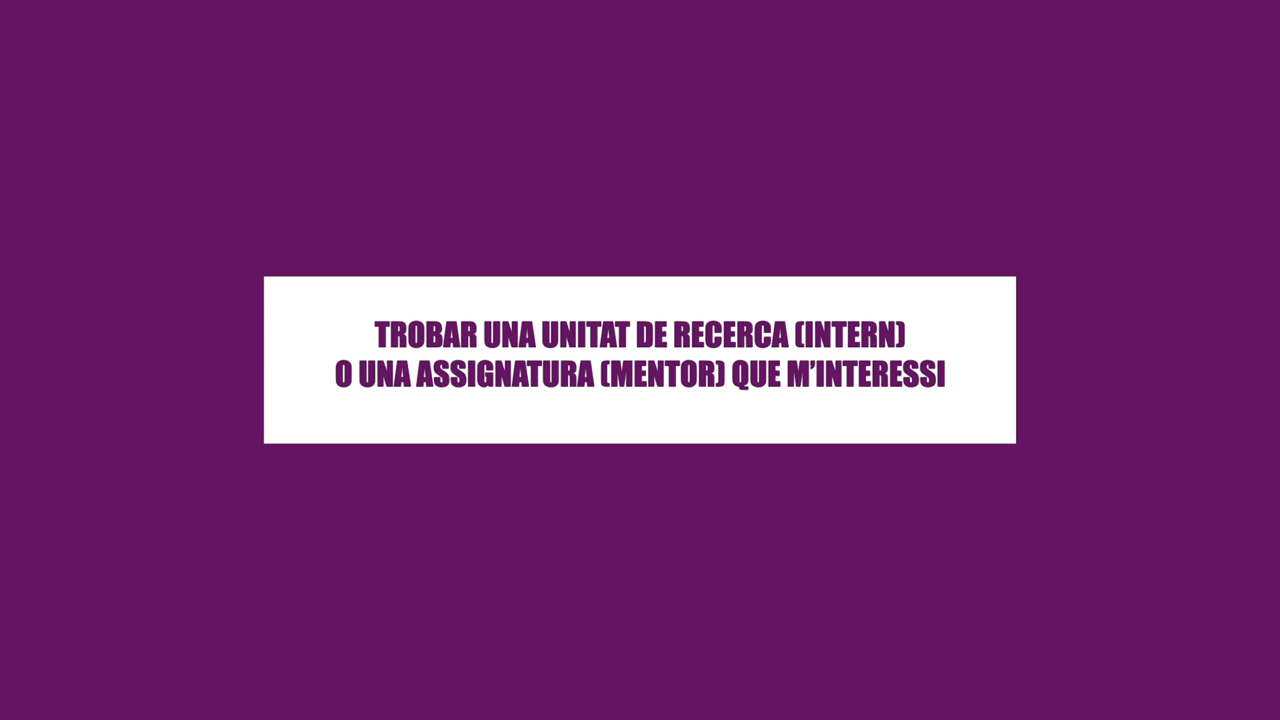 TROBAR UNA UNITAT DE RECERCA (INTERN)
O UNA ASSIGNATURA (MENTOR) QUE M’INTERESSI